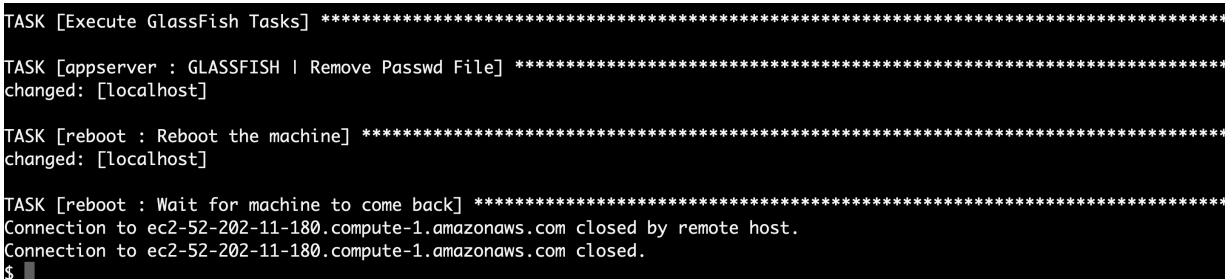 TASK [Execute GlassFish Tasks] ******************************************************************************************
TASK [appserver : GLASSFISH | Remove Passwd File] ***********************************************************************
changed: [localhost]
TASK [reboot : Reboot the machine] **************************************************************************************
changed: [localhost]
TASK [reboot : Wait for machine to come back] ***************************************************************************
Connection to ec2-52-202-11-180.compute-1.amazonaws.com closed by remote host.
Connection to ec2-52-202-11-180.compute-1.amazonaws.com closed.
$